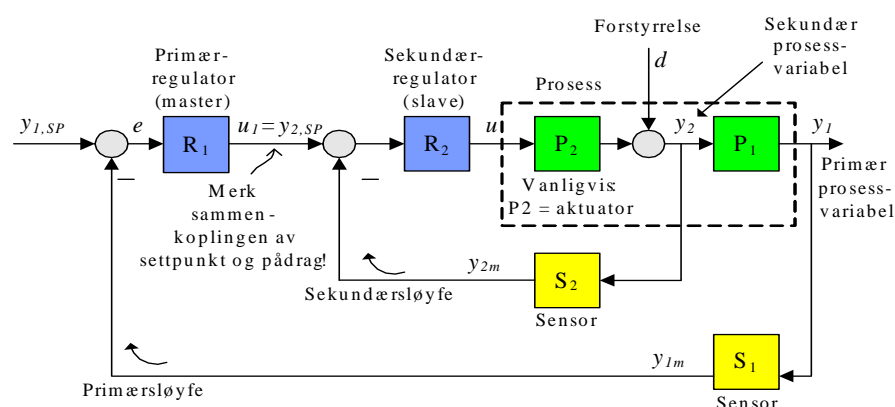 Forstyrrelse
d
Sekundær
prosess-
variabel
Primær-
regulator
(master)
Sekundær-
regulator
(slave)
Prosess
y1,SP
e
R1
u1=y2,SP
R2
u
P2
y2
P1
y1
Primær
prosess-
variabel
Merk
sammen-
koplingen av
settpunkt og pådrag!
Vanligvis:
P2 = aktuator
y2m
S2
Sensor
Sekundærsløyfe
y1m
S1
Sensor
Primærsløyfe